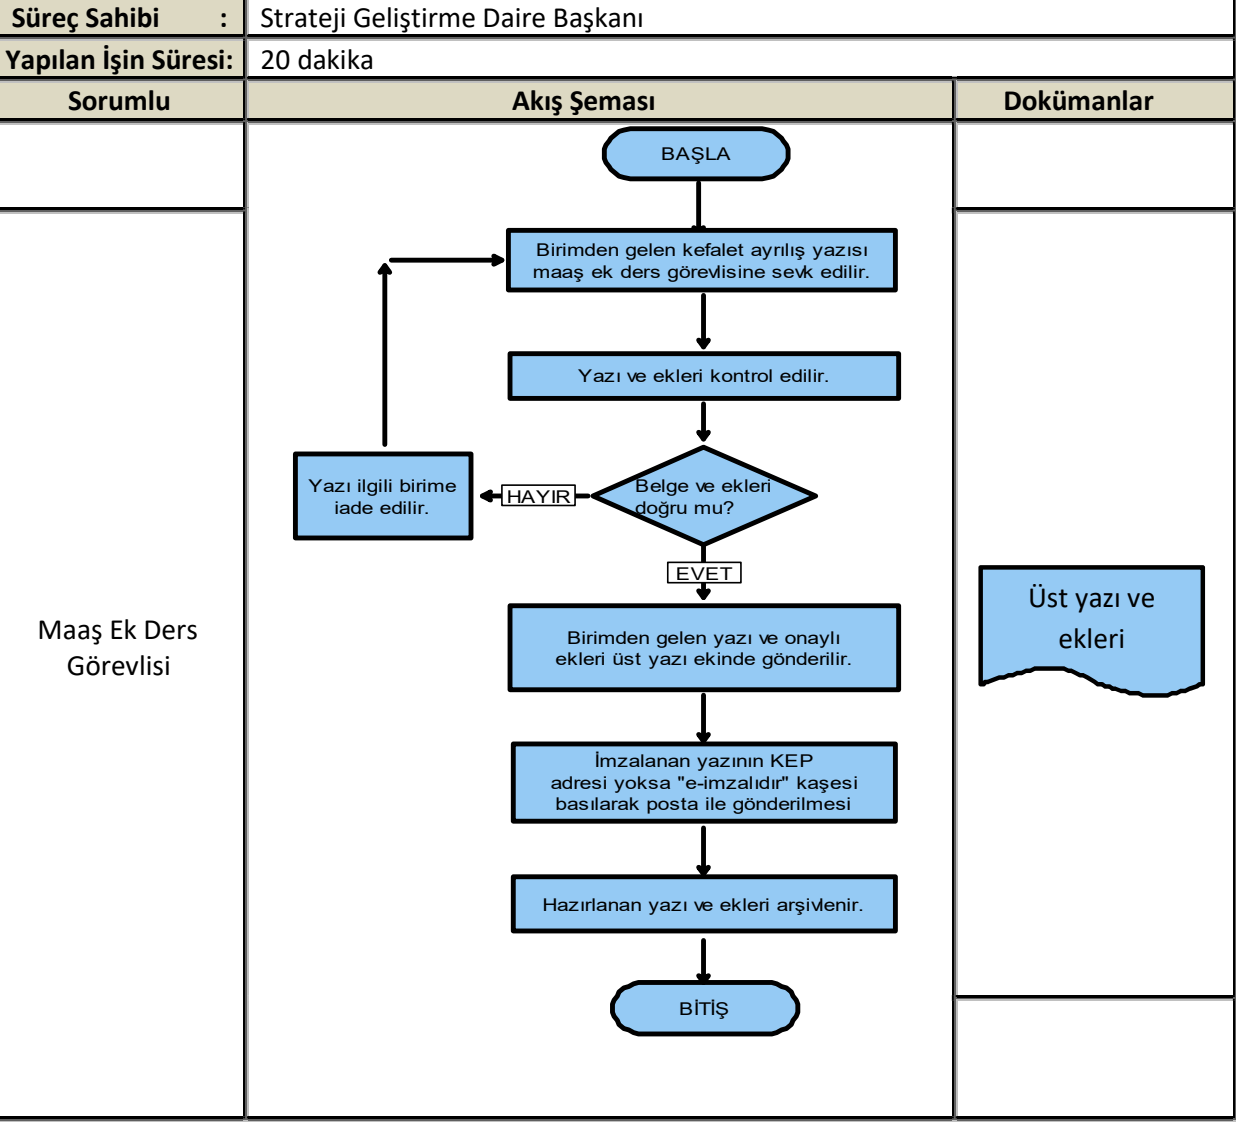 Süreç Sahibi : Strateji Geliştirme Daire Başkanı
Yapılan İşin Süresi: 20 dakika
Sorumlu Akış Şeması Dokümanlar
BAŞLA
Birimden gelen kefalet ayrılış yazısı
maaş ek ders görevlisine sevk edilir.
Yazı ve ekleri kontrol edilir.
Belge ve ekleri
doğru mu?
HAYIR
Yazı ilgili birime
iade edilir.
EVET
Birimden gelen yazı ve onaylı
ekleri üst yazı ekinde gönderilir.
İmzalanan yazının KEP
adresi yoksa "e-imzalıdır" kaşesi
basılarak posta ile gönderilmesi
Hazırlanan yazı ve ekleri arşivlenir.
BİTİŞ
Maaş Ek Ders
Görevlisi
Üst yazı ve
ekleri